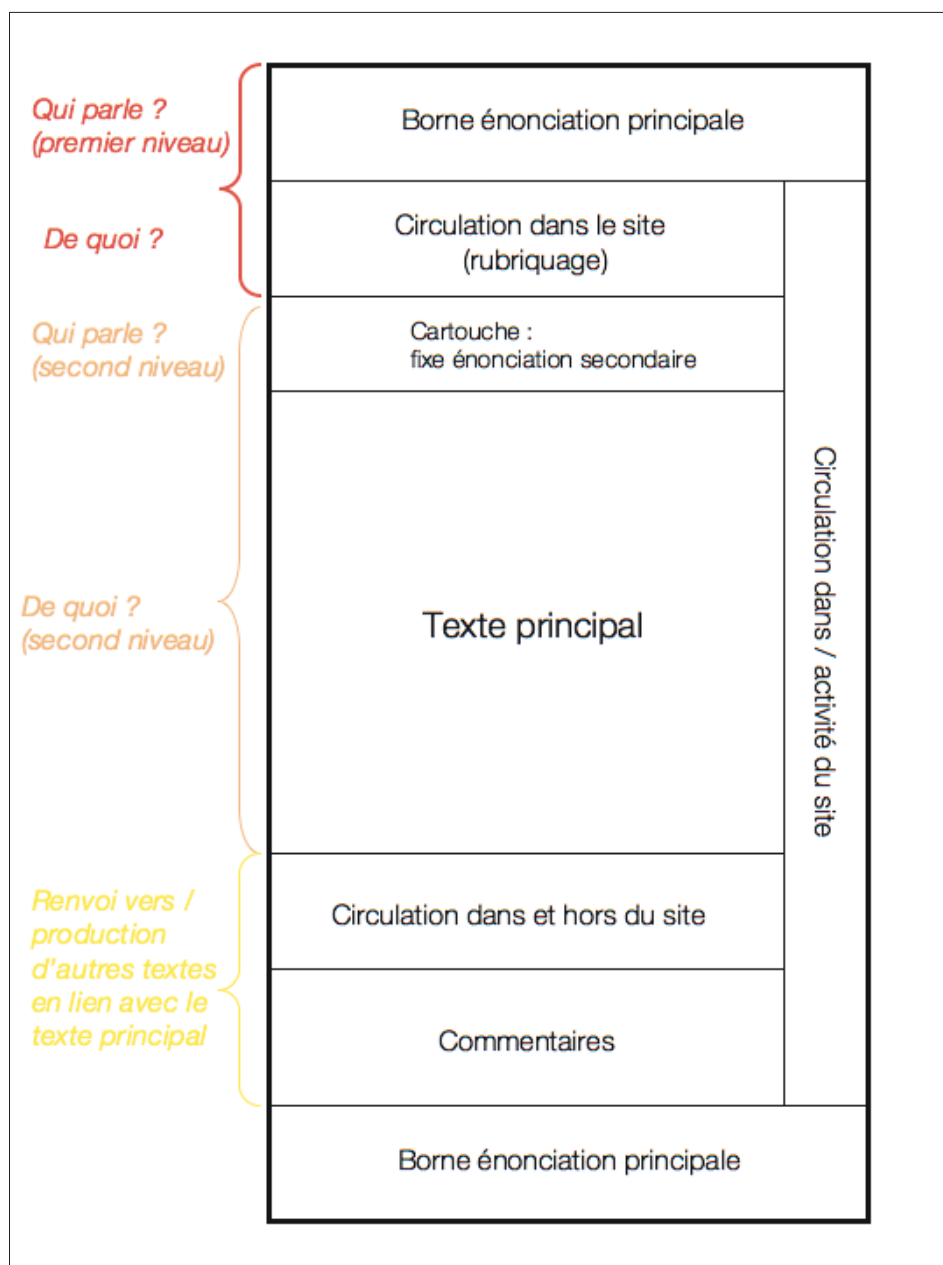 Qui parle ?
(premier niveau)
Borne énonciation principale
De quoi ?
Circulation dans le site
(rubriquage)
Qui parle ?
(second niveau)
Cartouche :
fixe énonciation secondaire
De quoi ?
(second niveau)
Texte principal
Circulation dans / activité du site
Renvoi vers /
production
d'autres textes
en lien avec le
texte principal
Circulation dans et hors du site
Commentaires
Borne énonciation principale